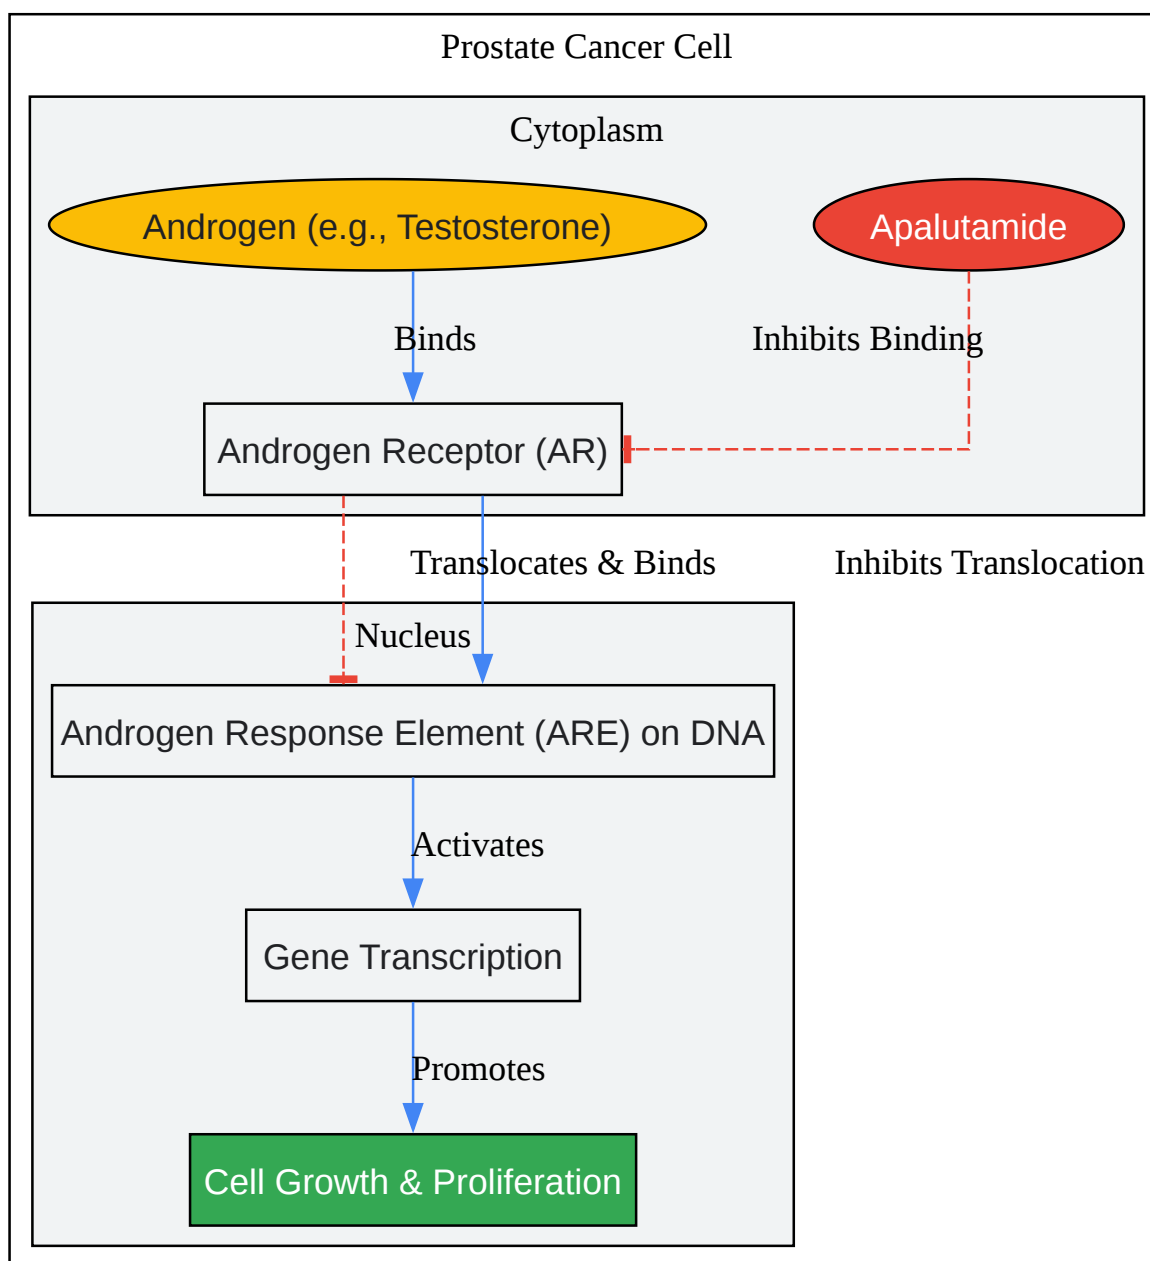 Prostate Cancer Cell
Cytoplasm
Androgen (e.g., Testosterone)
Apalutamide
Binds
Inhibits Binding
Androgen Receptor (AR)
Translocates & Binds
Inhibits Translocation
Nucleus
Androgen Response Element (ARE) on DNA
Activates
Gene Transcription
Promotes
Cell Growth & Proliferation